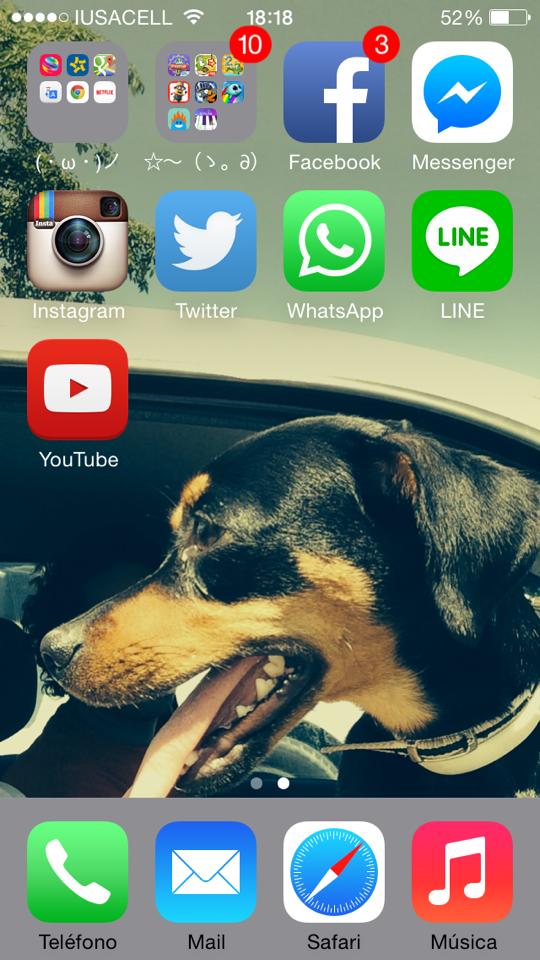 IUSACELL 18:18 52%
10 3
(・ω・)ノ ☆〜（ゝ。∂） Facebook Messenger
Insta LINE
Instagram Twitter WhatsApp LINE
YouTube
Teléfono Mail Safari Música